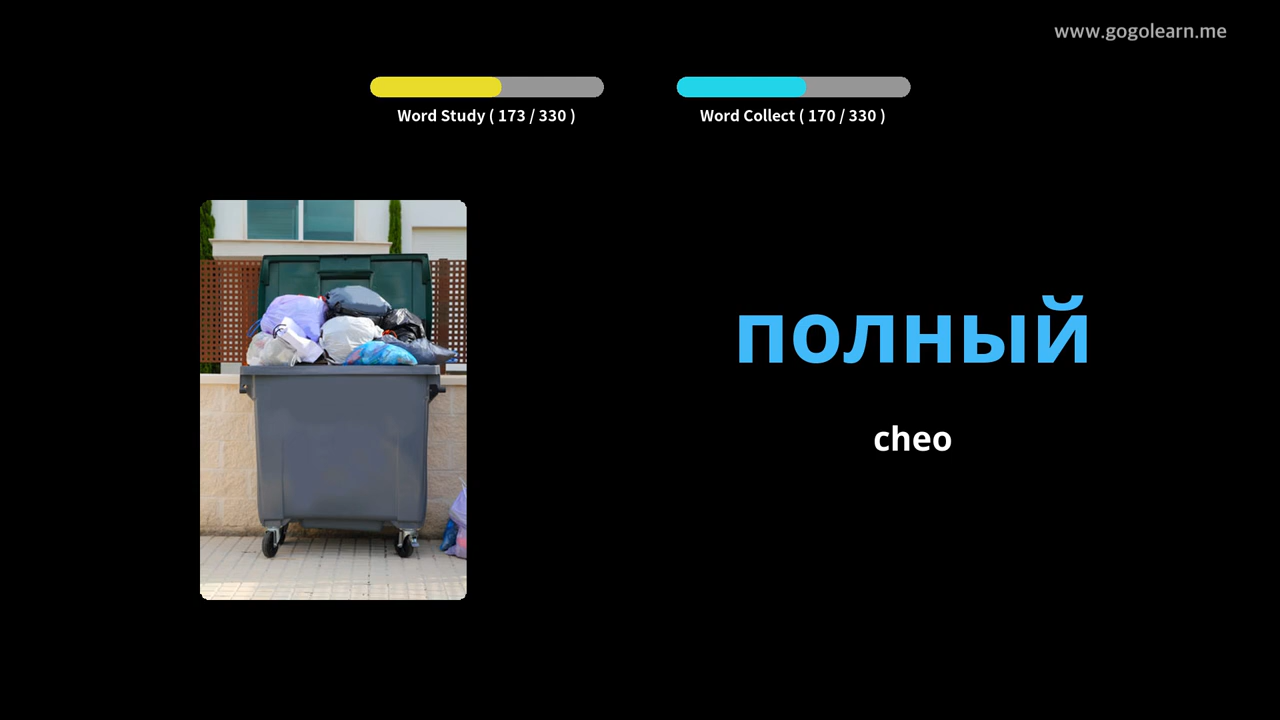 www.gogolearn.me
Word Study ( 173 / 330 )
Word Collect ( 170 / 330 )
полный
cheo